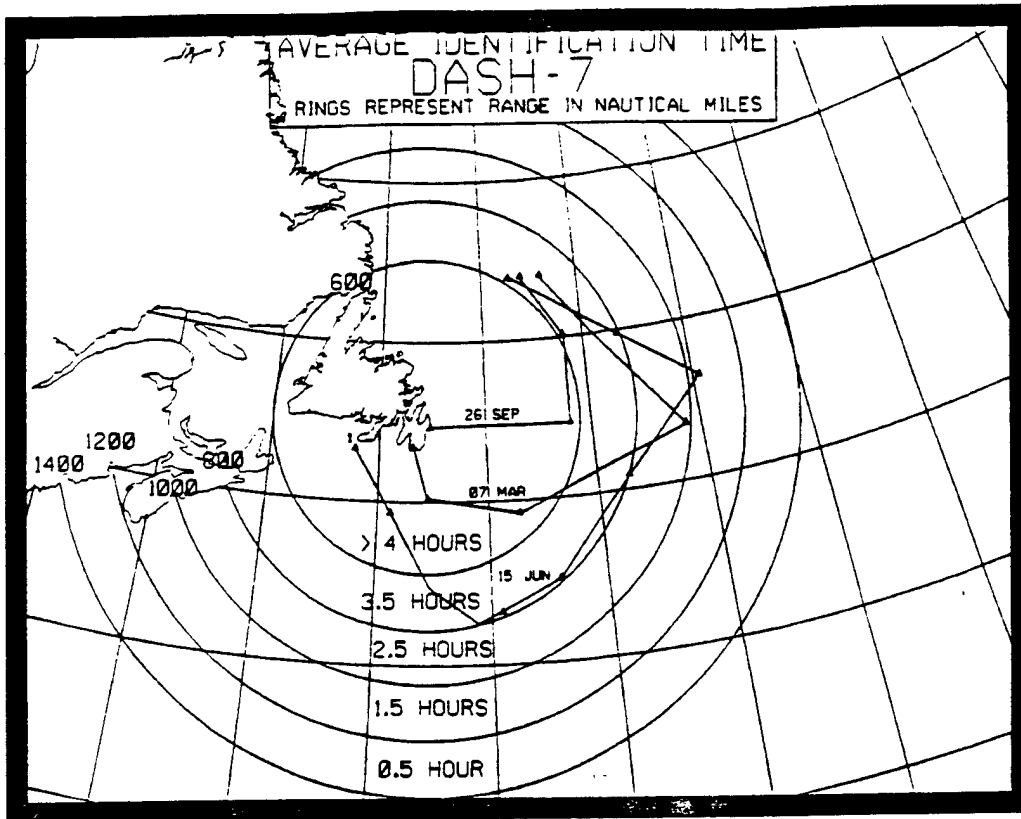 AVERAGE IDENTIFICATION TIME
DASH-7
RINGS REPRESENT RANGE IN NAUTICAL MILES
600
26 SEP
1200
800
1400
1000
07 MAR
> 4 HOURS
15 JUN
3.5 HOURS
2.5 HOURS
1.5 HOURS
0.5 HOUR